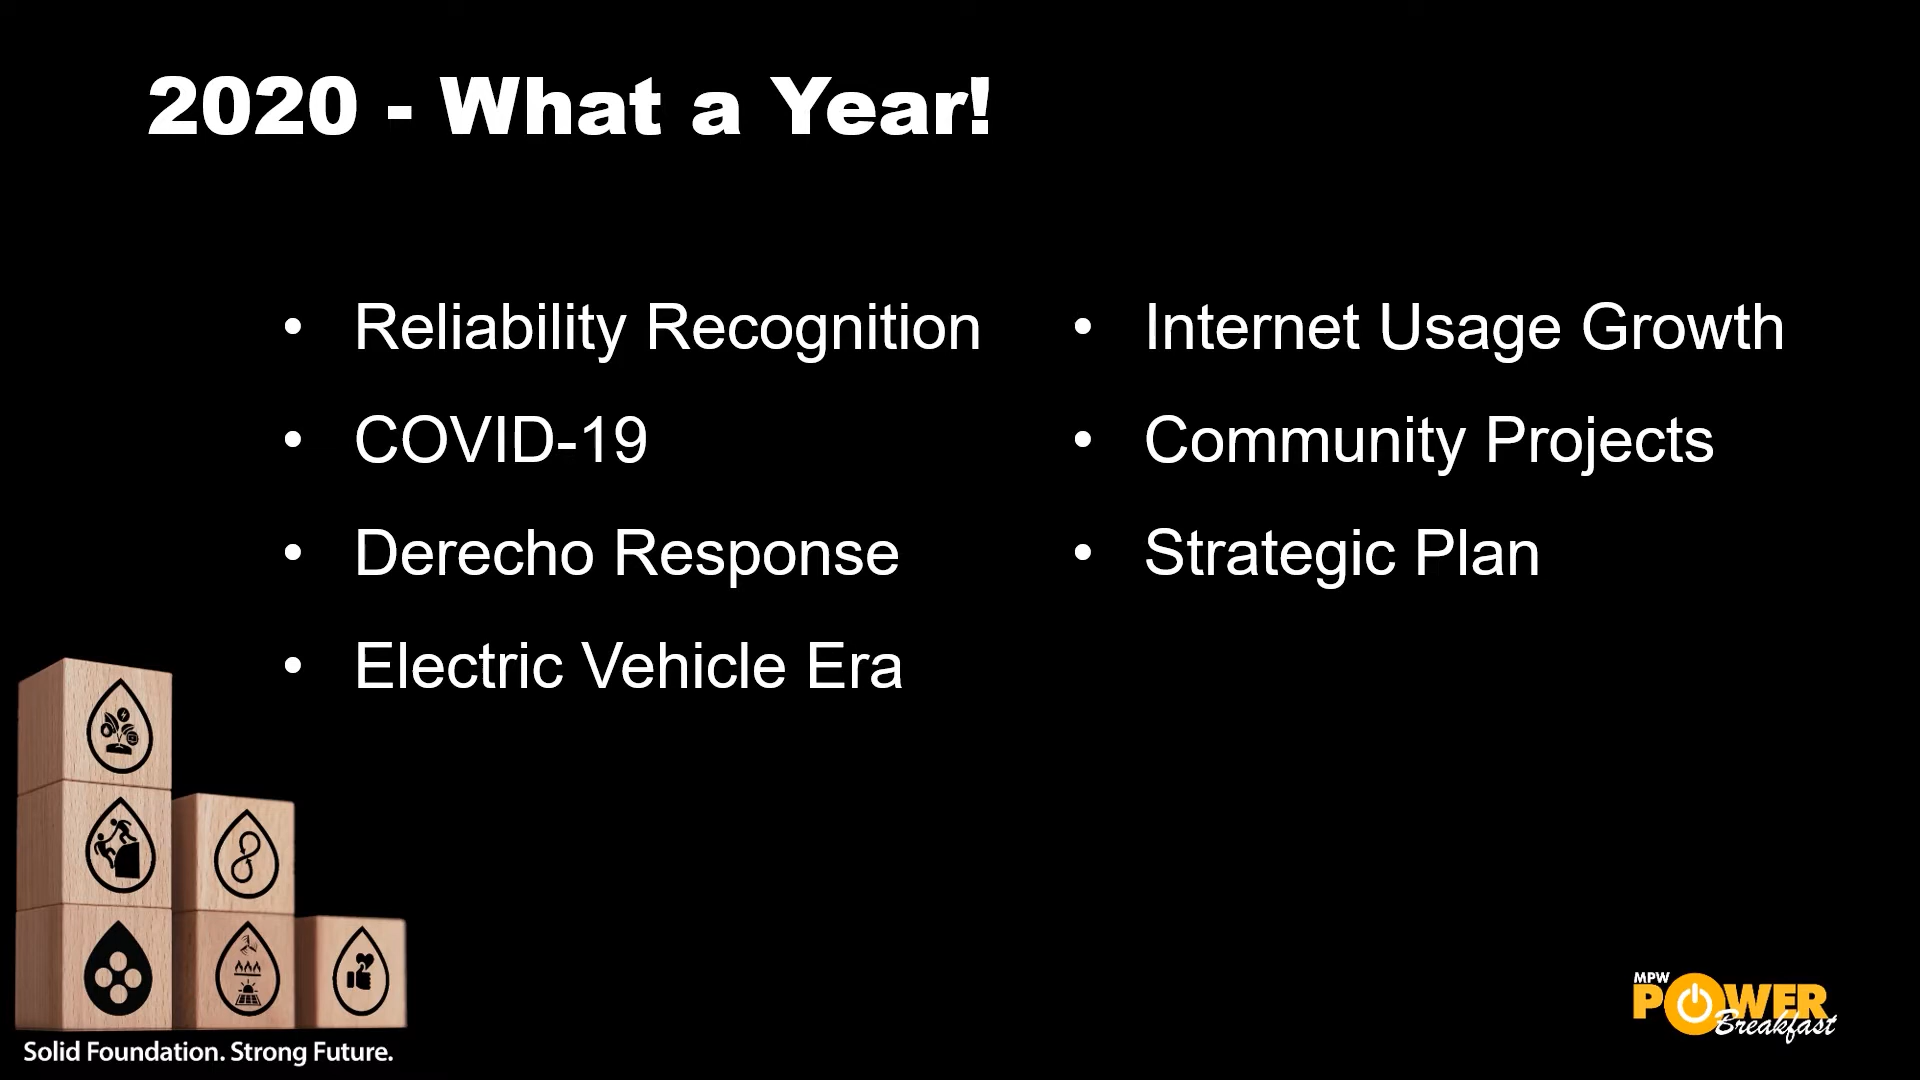 2020 - What a Year!
• Reliability Recognition
• COVID-19
• Derecho Response
• Electric Vehicle Era
• Internet Usage Growth
• Community Projects
• Strategic Plan
Solid Foundation. Strong Future.
MPW
POWER
Breakfast